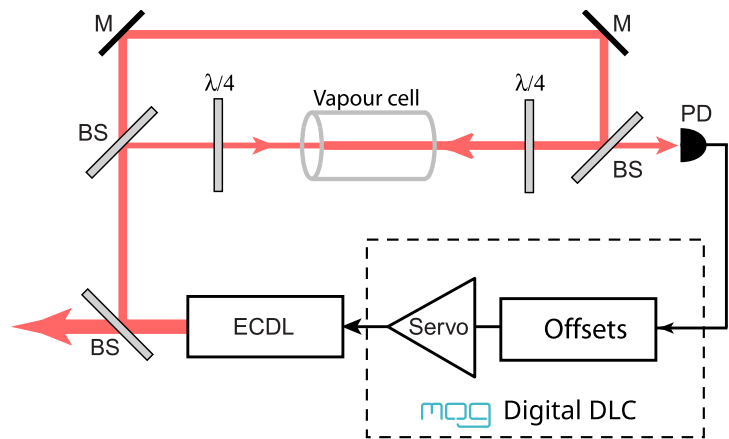 M
M
λ/4
λ/4
Vapour cell
PD
BS
BS
BS
ECDL
Servo
Offsets
mog Digital DLC